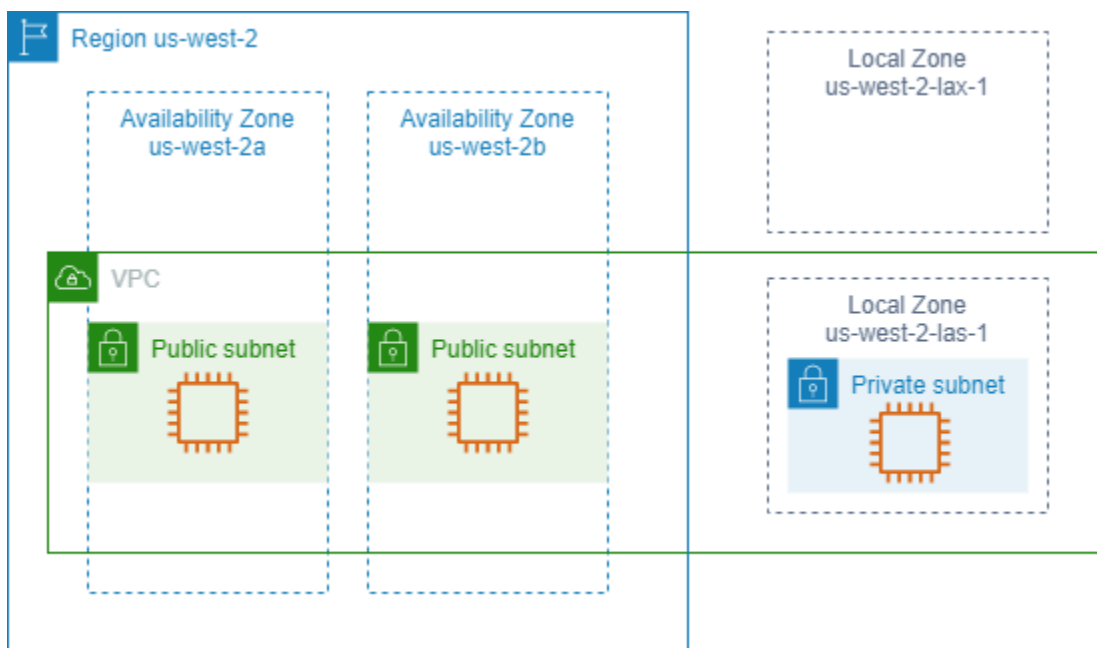 Region us-west-2
Availability Zone
us-west-2a
Availability Zone
us-west-2b
Local Zone
us-west-2-lax-1
VPC
Public subnet
Public subnet
Local Zone
us-west-2-las-1
Private subnet